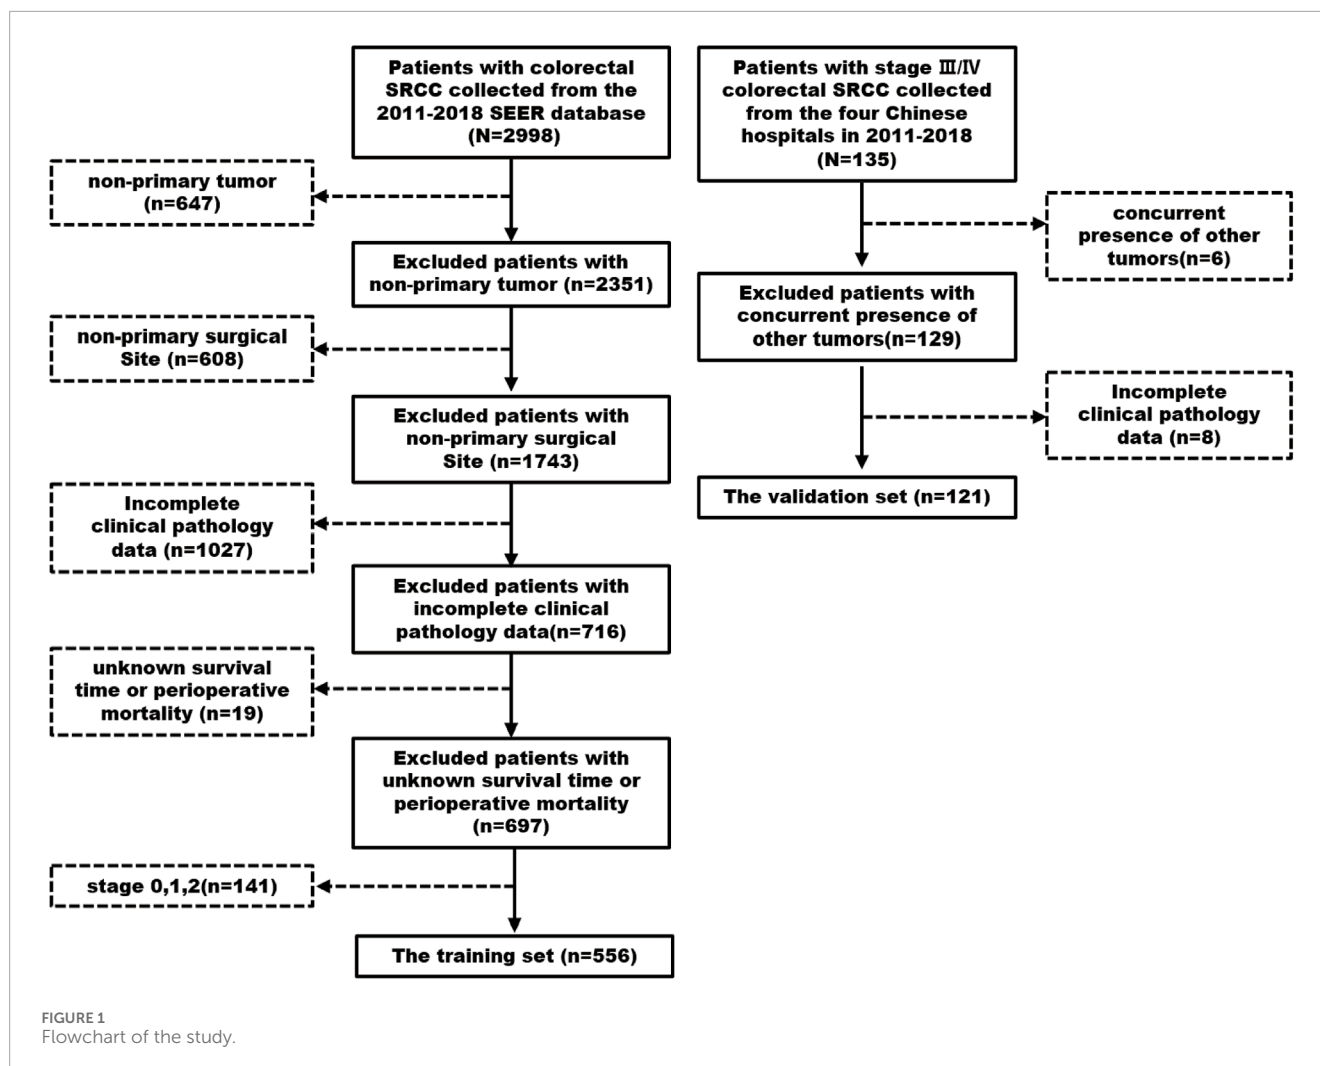 Patients with colorectal
SRCC collected from the
2011-2018 SEER database
(N=2998)
non-primary tumor
(n=647)
Excluded patients with
non-primary tumor (n=2351)
non-primary surgical
Site (n=608)
Excluded patients with
non-primary surgical
Site (n=1743)
Incomplete
clinical pathology
data (n=1027)
Excluded patients with
incomplete clinical
pathology data(n=716)
unknown survival
time or perioperative
mortality (n=19)
Excluded patients with
unknown survival time or
perioperative mortality
(n=697)
stage 0,1,2(n=141)
The training set (n=556)
Patients with stage Ⅲ/Ⅳ
colorectal SRCC collected
from the four Chinese
hospitals in 2011-2018
(N=135)
concurrent
presence of other
tumors(n=6)
Excluded patients with
concurrent presence of
other tumors(n=129)
Incomplete
clinical pathology
data (n=8)
The validation set (n=121)
FIGURE 1
Flowchart of the study.